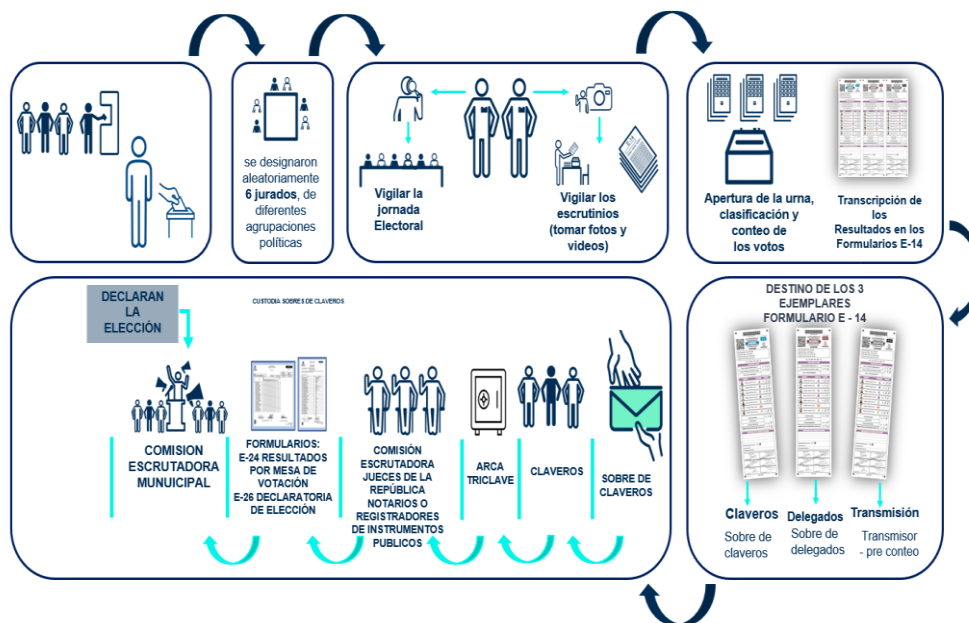 se designaron
aleatoriamente
6 jurados, de
diferentes
agrupaciones
políticas
Vigilar la
jornada
Electoral
Vigilar los
escrutinios
(tomar fotos y
videos)
Apertura de la urna,
clasificación y
conteo de
los votos
Transcripción de
los
Resultados en los
Formularios E-14
DESTINO DE LOS 3
EJEMPLARES
FORMULARIO E - 14
Claveros
Sobre de
claveros
Delegados
Sobre de
delegados
Transmisión
Transmisor
- pre conteo
DECLARAN
LA
ELECCIÓN
CUSTODIA SOBRES DE CLAVEROS
COMISION
ESCRUTADORA
MUNUICIPAL
FORMULARIOS:
E-24 RESULTADOS
POR MESA DE
VOTACIÓN
E-26 DECLARATORIA
DE ELECCIÓN
COMISIÓN
ESCRUTADORA
JUECES DE LA
REPÚBLICA
NOTARIOS O
REGISTRADORES
DE INSTRUMENTOS
PUBLICOS
ARCA
TRICLAVE
CLAVEROS
SOBRE DE
CLAVEROS